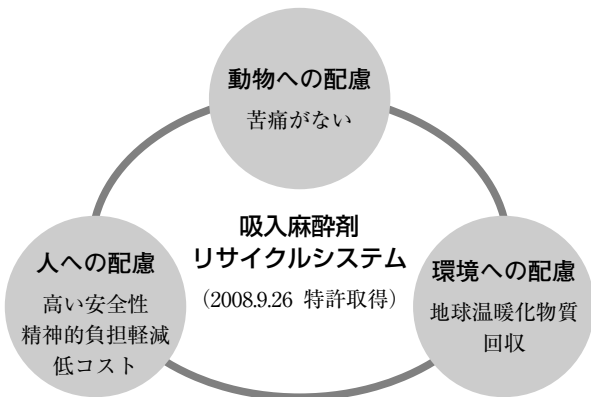 動物への配慮
苦痛がない
吸入麻酔剤
リサイクルシステム
（2008.9.26 特許取得）
人への配慮
高い安全性
精神的負担軽減
低コスト
環境への配慮
地球温暖化物質
回収